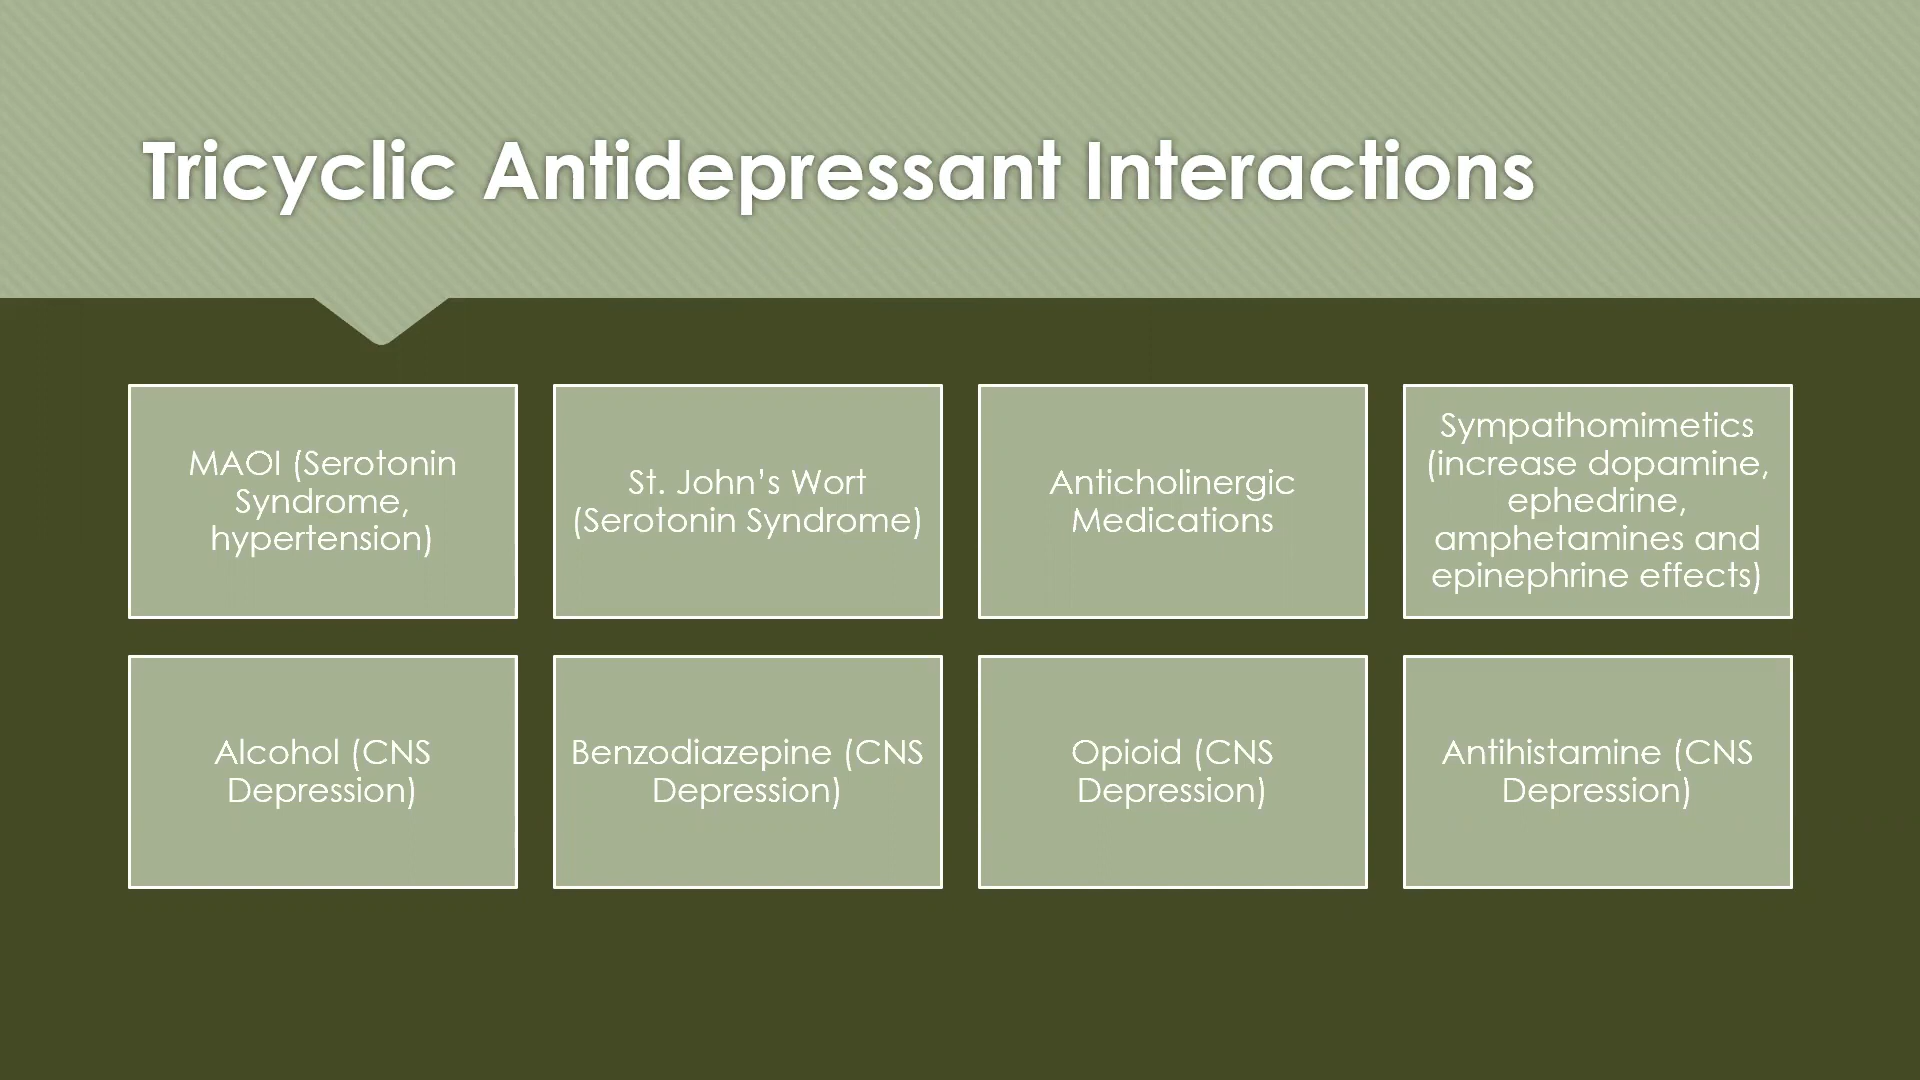 Tricyclic Antidepressant Interactions
MAOI (Serotonin
Syndrome,
hypertension)
St. John’s Wort
(Serotonin Syndrome)
Anticholinergic
Medications
Sympathomimetics
(increase dopamine,
ephedrine,
amphetamines and
epinephrine effects)
Alcohol (CNS
Depression)
Benzodiazepine (CNS
Depression)
Opioid (CNS
Depression)
Antihistamine (CNS
Depression)